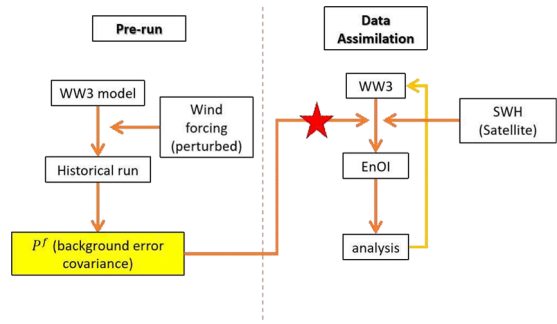 Pre-run
Data
Assimilation
WW3 model
Wind
forcing
(perturbed)
Historical run
P^f (background error
covariance)
WW3
SWH
(Satellite)
EnOI
analysis